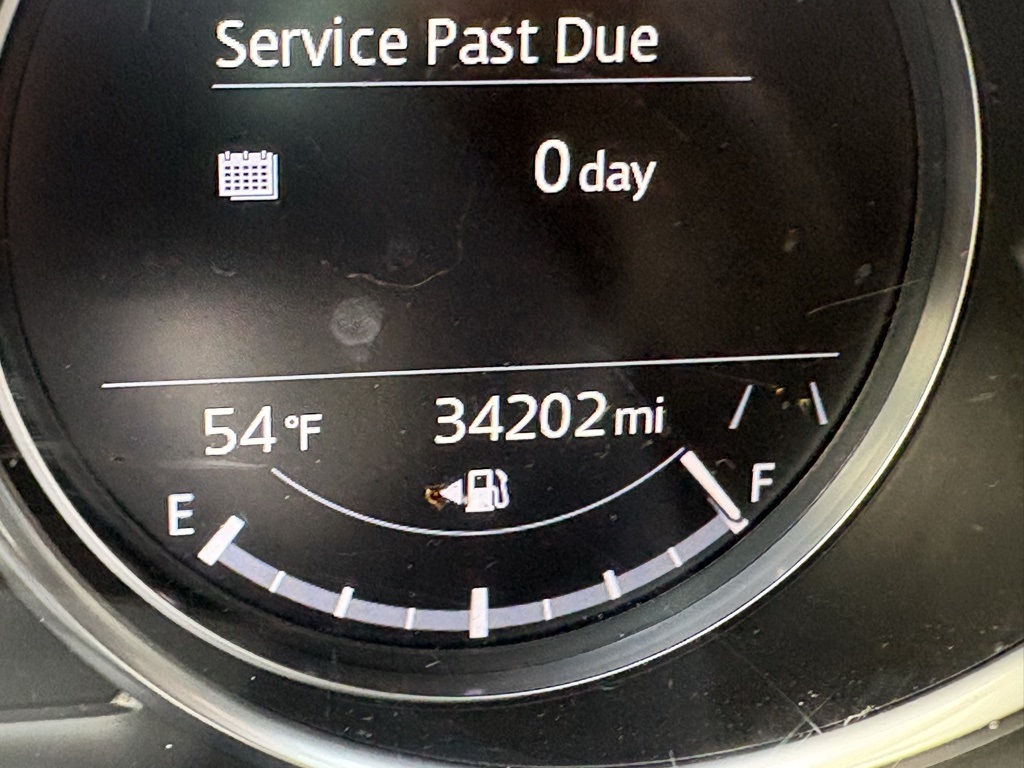 Service Past Due
0 day
54 °F 34202 mi
E F